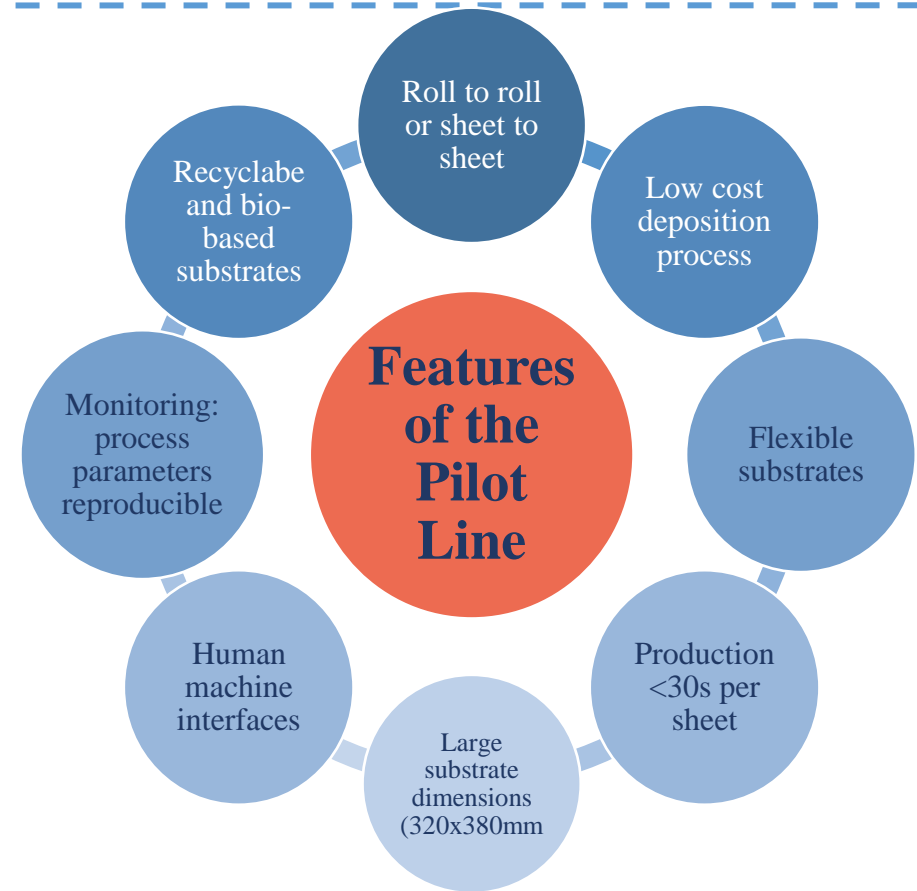 Roll to roll
or sheet to
sheet
Low cost
deposition
process
Flexible
substrates
Production
<30s per
sheet
Large
substrate
dimensions
(320x380mm
Human
machine
interfaces
Monitoring:
process
parameters
reproducible
Recyclabe
and bio-
based
substrates
Features
of the
Pilot
Line